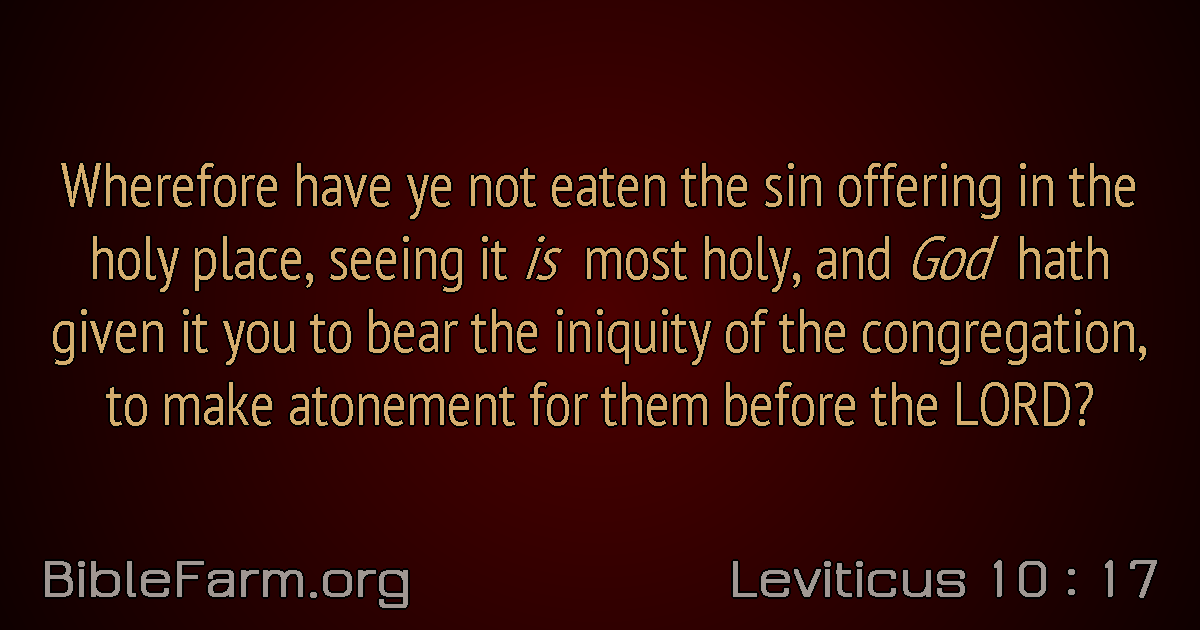 Wherefore have ye not eaten the sin offering in the
holy place, seeing it is most holy, and God hath
given it you to bear the iniquity of the congregation,
to make atonement for them before the LORD?
BibleFarm.org
Leviticus 10 : 17